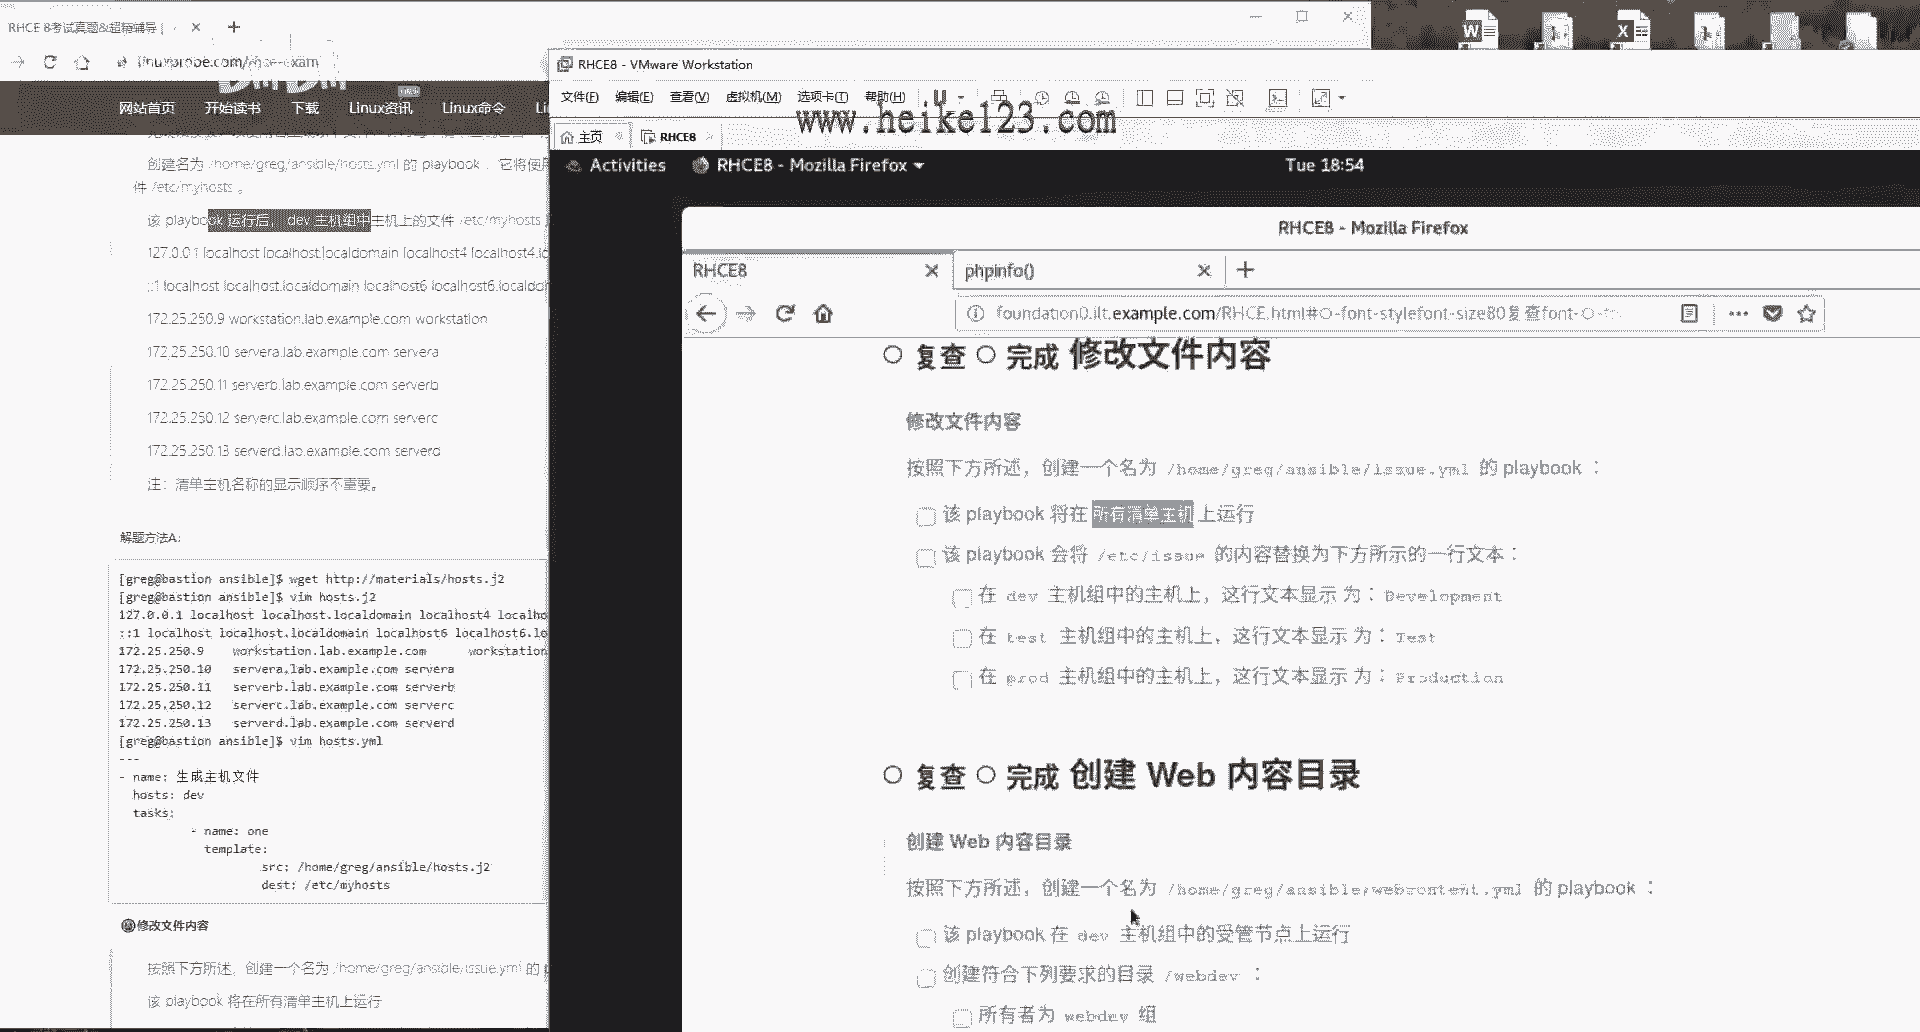 RHCE 8考试真题&超精辅导 |
linuxprobe.com/rhce-exam
网站首页 开始读书 下载 Linux资讯 Linux命令
创建名为 /home/greg/ansible/hosts.yml 的 playbook ，它将使用
件 /etc/myhosts 。
该 playbook 运行后， dev 主机组中主机上的文件 /etc/myhosts
127.0.0.1 localhost localhost.localdomain localhost4 localhost4.lo
::1 localhost localhost.localdomain localhost6 localhost6.localdom
172.25.250.9 workstation.lab.example.com workstation
172.25.250.10 servera.lab.example.com servera
172.25.250.11 serverb.lab.example.com serverb
172.25.250.12 serverc.lab.example.com serverc
172.25.250.13 serverd.lab.example.com serverd
注：清单主机名称的显示顺序不重要。
解题方法A：
[greg@bastion ansible]$ wget http://materials/hosts.j2
[greg@bastion ansible]$ vim hosts.j2
127.0.0.1 localhost localhost.localdomain localhost4 localho
::1 localhost localhost.localdomain localhost6 localhost6.lo
172.25.250.9 workstation.lab.example.com workstation
172.25.250.10 servera.lab.example.com servera
172.25.250.11 serverb.lab.example.com serverb
172.25.250.12 serverc.lab.example.com serverc
172.25.250.13 serverd.lab.example.com serverd
[greg@bastion ansible]$ vim hosts.yml
---
- name: 生成主机文件
hosts: dev
tasks:
- name: one
template:
src: /home/greg/ansible/hosts.j2
dest: /etc/myhosts
修改文件内容
按照下方所述，创建一个名为 /home/greg/ansible/issue.yml 的
该 playbook 将在所有清单主机上运行
RHCE8 - VMware Workstation
文件(F) 编辑(E) 查看(V) 虚拟机(M) 选项卡(T) 帮助(H)
www.heike123.com
主页 RHCE8
Activities RHCE8 - Mozilla Firefox Tue 18:54
RHCE8 - Mozilla Firefox
RHCE8 phpinfo()
foundation0.ilt.example.com/RHCE.html#O-font-stylefont-size80复查font-O-
复查 完成 修改文件内容
修改文件内容
按照下方所述，创建一个名为 /home/greg/ansible/issue.yml 的 playbook ：
该 playbook 将在 所有清单主机 上运行
该 playbook 会将 /etc/issue 的内容替换为下方所示的一行文本：
在 dev 主机组中的主机上，这行文本显示 为：Development
在 test 主机组中的主机上，这行文本显示 为：Test
在 prod 主机组中的主机上，这行文本显示 为：Production
复查 完成 创建 Web 内容目录
创建 Web 内容目录
按照下方所述，创建一个名为 /home/greg/ansible/webcontent.yml 的 playbook ：
该 playbook 在 dev 主机组中的受管节点上运行
创建符合下列要求的目录 /webdev ：
所有者为 webdev 组